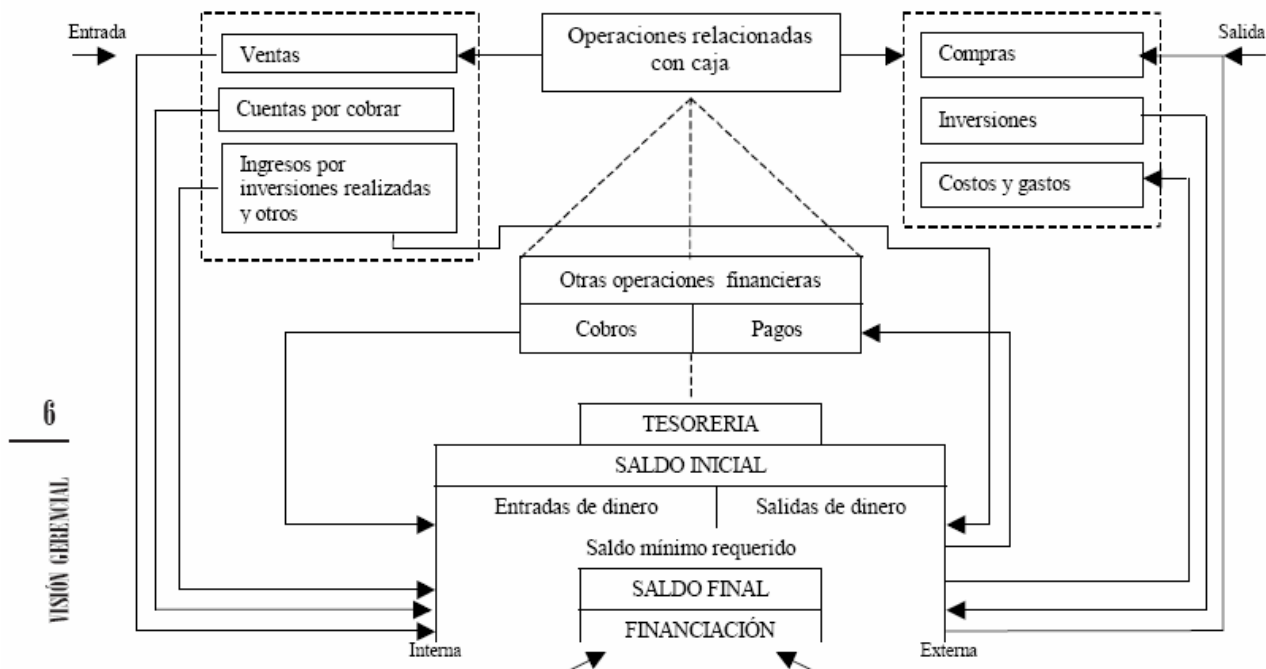 Entrada
Ventas
Cuentas por cobrar
Ingresos por
inversiones realizadas
y otros
Operaciones relacionadas
con caja
Salida
Compras
Inversiones
Costos y gastos
Otras operaciones financieras
Cobros
Pagos
TESORERIA
SALDO INICIAL
Entradas de dinero
Salidas de dinero
Saldo mínimo requerido
SALDO FINAL
FINANCIACIÓN
Interna
Externa
6
VISIÓN GERENCIAL